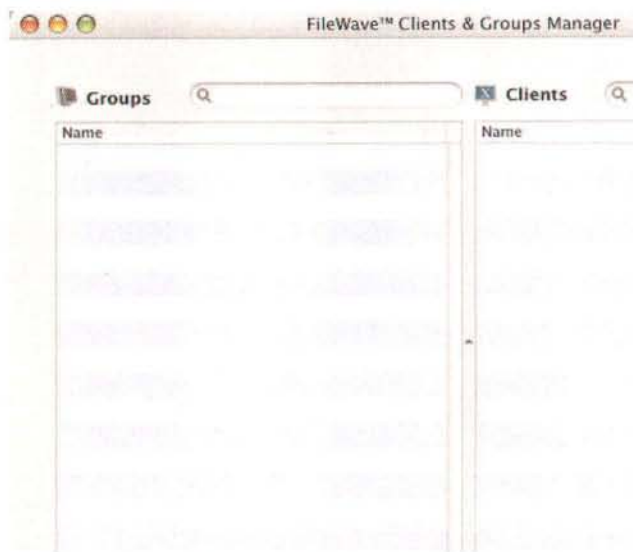 FileWave™ Clients & Groups Manager
Groups
Clients
Name
Name